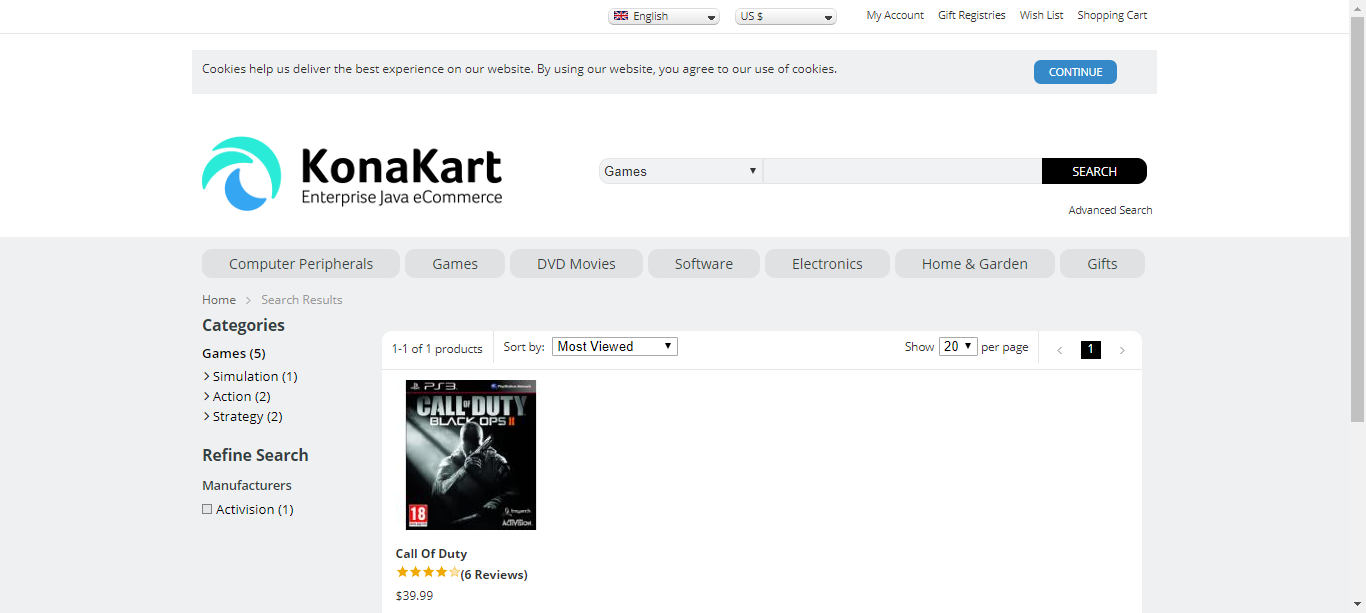 English
US $
My Account
Gift Registries
Wish List
Shopping Cart
Cookies help us deliver the best experience on our website. By using our website, you agree to our use of cookies.
CONTINUE
KonaKart
Enterprise Java eCommerce
Games
SEARCH
Advanced Search
Computer Peripherals
Games
DVD Movies
Software
Electronics
Home & Garden
Gifts
Home > Search Results
Categories
Games (5)
> Simulation (1)
> Action (2)
> Strategy (2)
Refine Search
Manufacturers
Activision (1)
1-1 of 1 products
Sort by: Most Viewed
Show 20 per page
< 1 >
PS3
PlayStation Network
CALL OF DUTY
BLACK OPS II
18
ACTIVISION
Call Of Duty
(6 Reviews)
$39.99